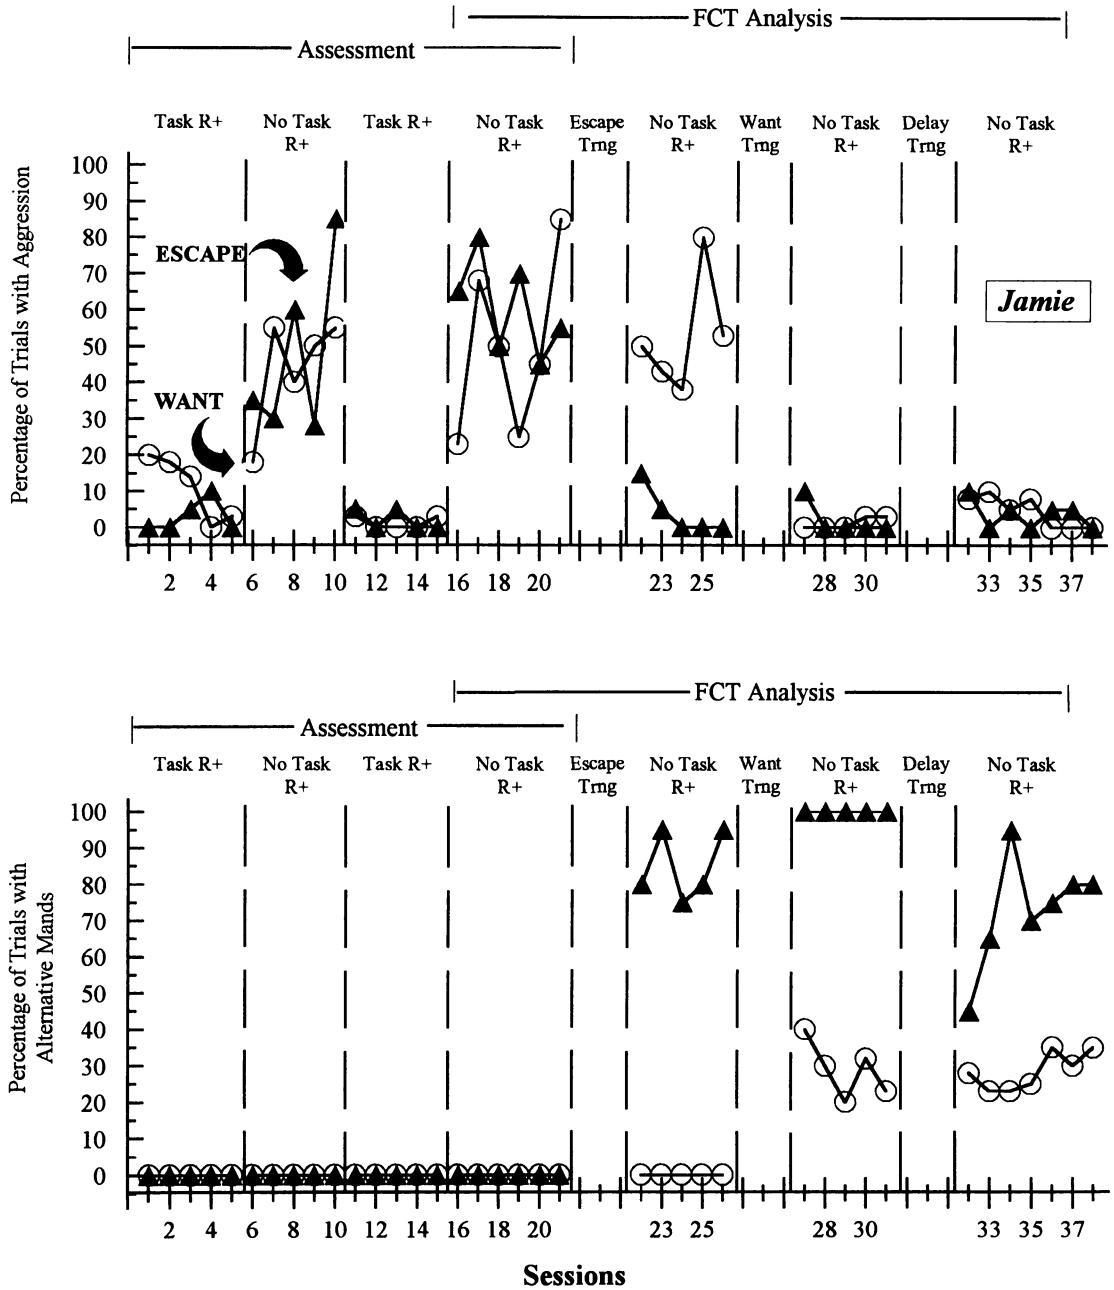 FCT Analysis
Assessment
Task R+ No Task Task R+ No Task Escape No Task Want No Task Delay No Task
R+ R+ Trng R+ Trng R+ Trng R+
Percentage of Trials with Aggression
100
90
80
70
60
50
40
30
20
10
0
ESCAPE
WANT
Jamie
2 4 6 8 10 12 14 16 18 20 23 25 28 30 33 35 37
FCT Analysis
Assessment
Task R+ No Task Task R+ No Task Escape No Task Want No Task Delay No Task
R+ R+ Trng R+ Trng R+ Trng R+
Percentage of Trials with
Alternative Mands
100
90
80
70
60
50
40
30
20
10
0
2 4 6 8 10 12 14 16 18 20 23 25 28 30 33 35 37
Sessions